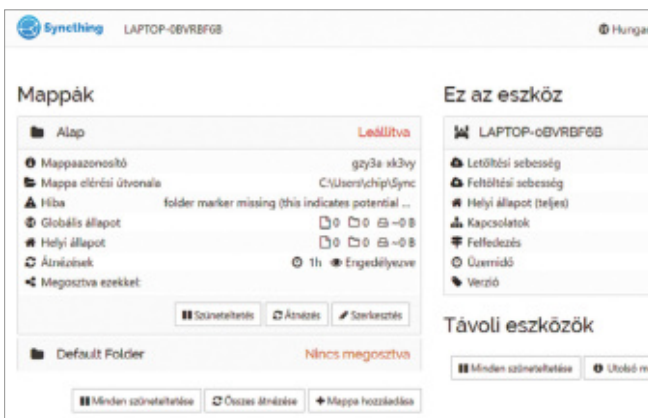 Syncthing LAPTOP-0BVRBF6B Hungar
Mappák
Alap Leállítva
Mappaazonosító gzy3a-xk3vy
Mappa elérési útvonala C:\Users\chip\Sync
Hiba folder marker missing (this indicates potential ...
Globális állapot 0 0 ~0 B
Helyi állapot 0 0 ~0 B
Átnézések 1h Engedélyezve
Megosztva ezekkel:
Szüneteltetés Átnézés Szerkesztés
Default Folder Nincs megosztva
Minden szüneteltetése Összes átnézése Mappa hozzáadása
Ez az eszköz
LAPTOP-0BVRBF6B
Letöltési sebesség
Feltöltési sebesség
Helyi állapot (teljes)
Kapcsolatok
Felfedezés
Üzemidő
Verzió
Távoli eszközök
Minden szüneteltetése Utolsó m